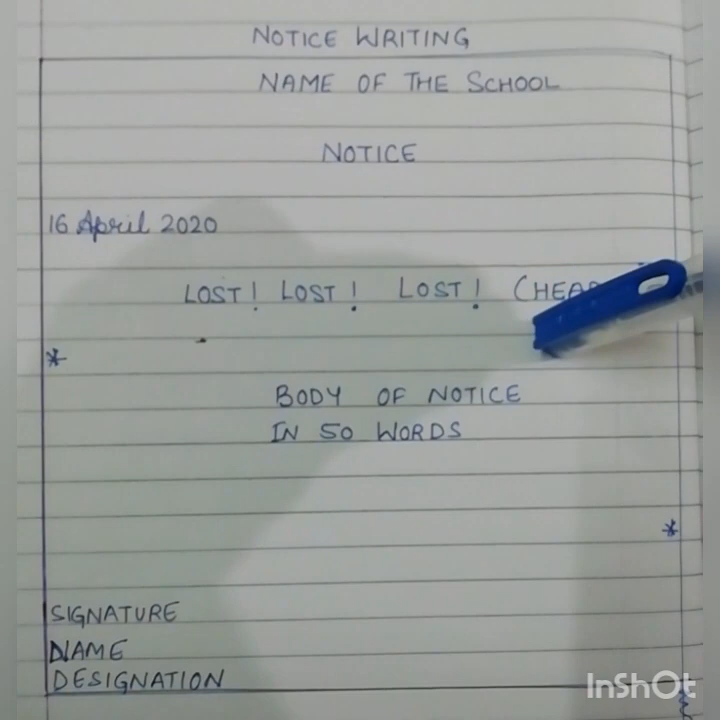 NOTICE WRITING
NAME OF THE SCHOOL
NOTICE
16 April 2020
LOST! LOST! LOST!
*
BODY OF NOTICE
IN 50 WORDS
*
SIGNATURE
NAME
DESIGNATION
InShOt